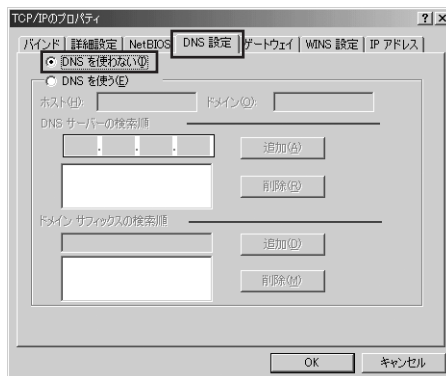 TCP/IPのプロパティ
バインド 詳細設定 NetBIOS DNS 設定 ゲートウェイ WINS 設定 IP アドレス
DNS を使わない(I)
DNS を使う(E)
ホスト(H): ドメイン(O):
DNS サーバーの検索順
追加(A)
削除(R)
ドメイン サフィックスの検索順
追加(D)
削除(M)
OK キャンセル